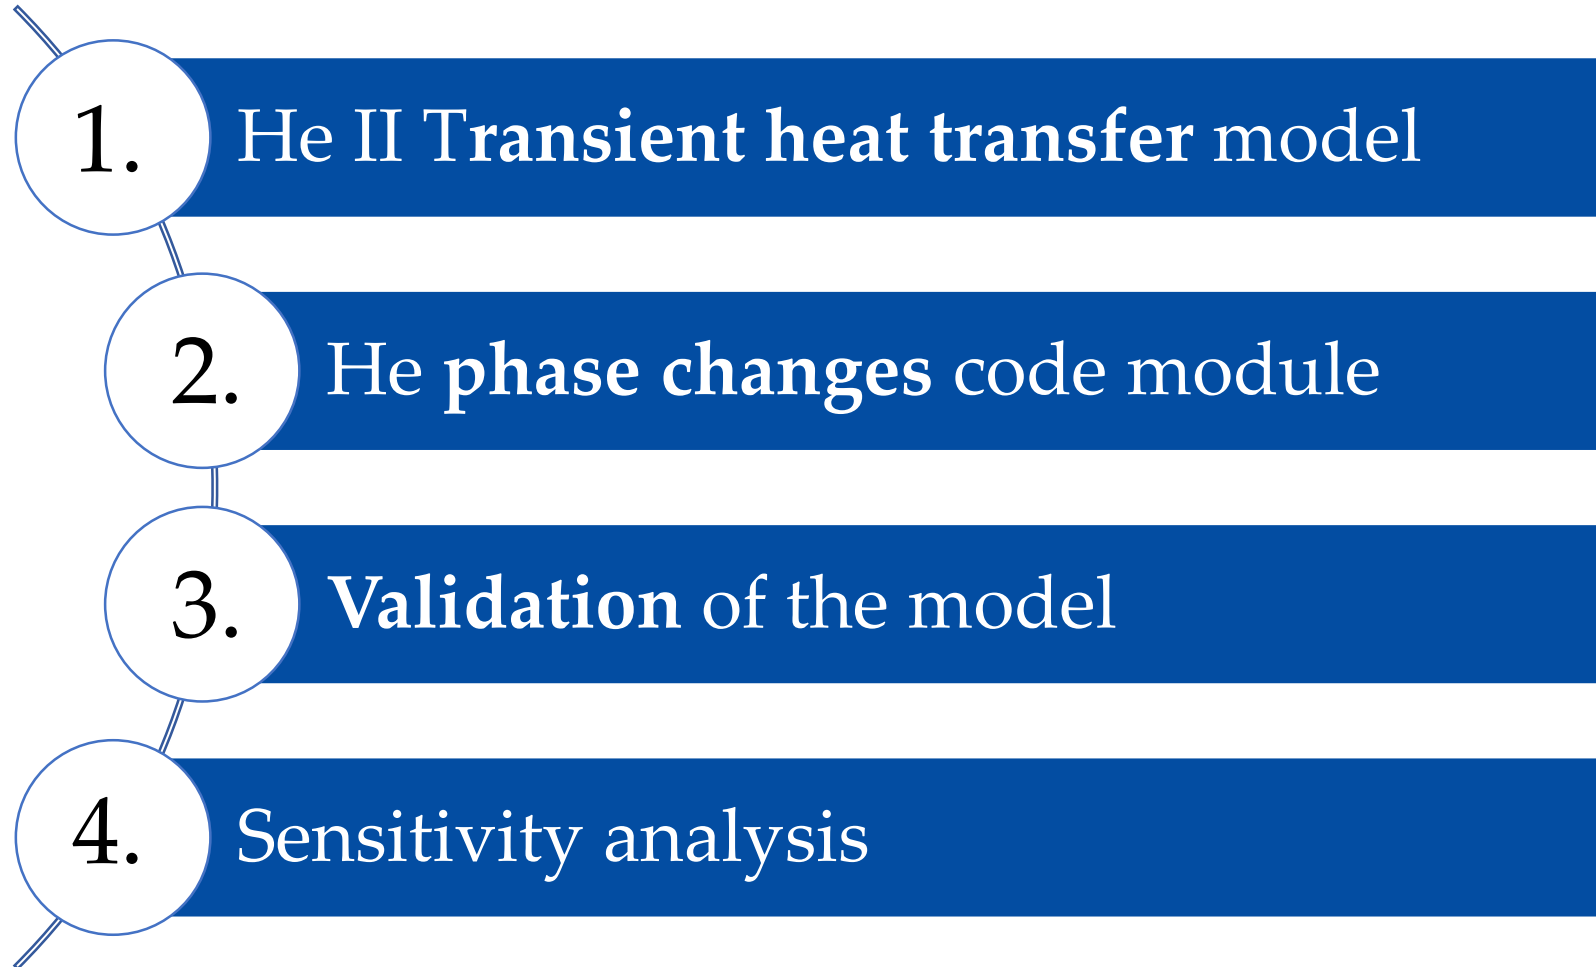 1. He II Transient heat transfer model
2. He phase changes code module
3. Validation of the model
4. Sensitivity analysis